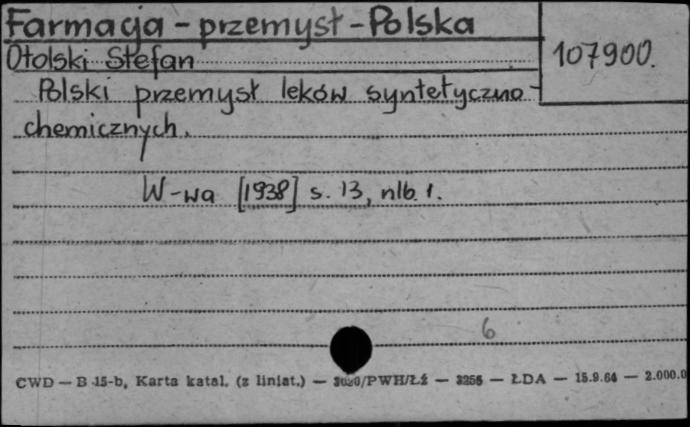 Farmacja - przemysł - Polska
107900.
Otolski Stefan
Polski przemysł leków syntetyczno-
chemicznych.
W-wa [1938] s. 13, nlb. 1.
6
CWD — B 15-b, Karta katal. (z liniat.) — /PWH/Łż — 3256 — ŁDA — 15.9.64 — 2.000.0